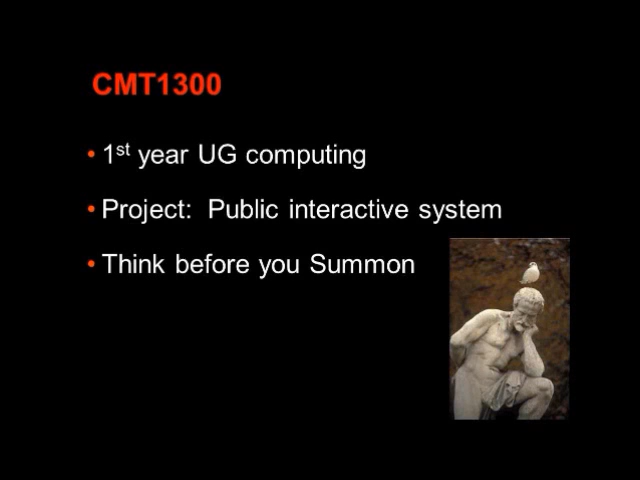 CMT1300
• 1st year UG computing
• Project:  Public interactive system
• Think before you Summon